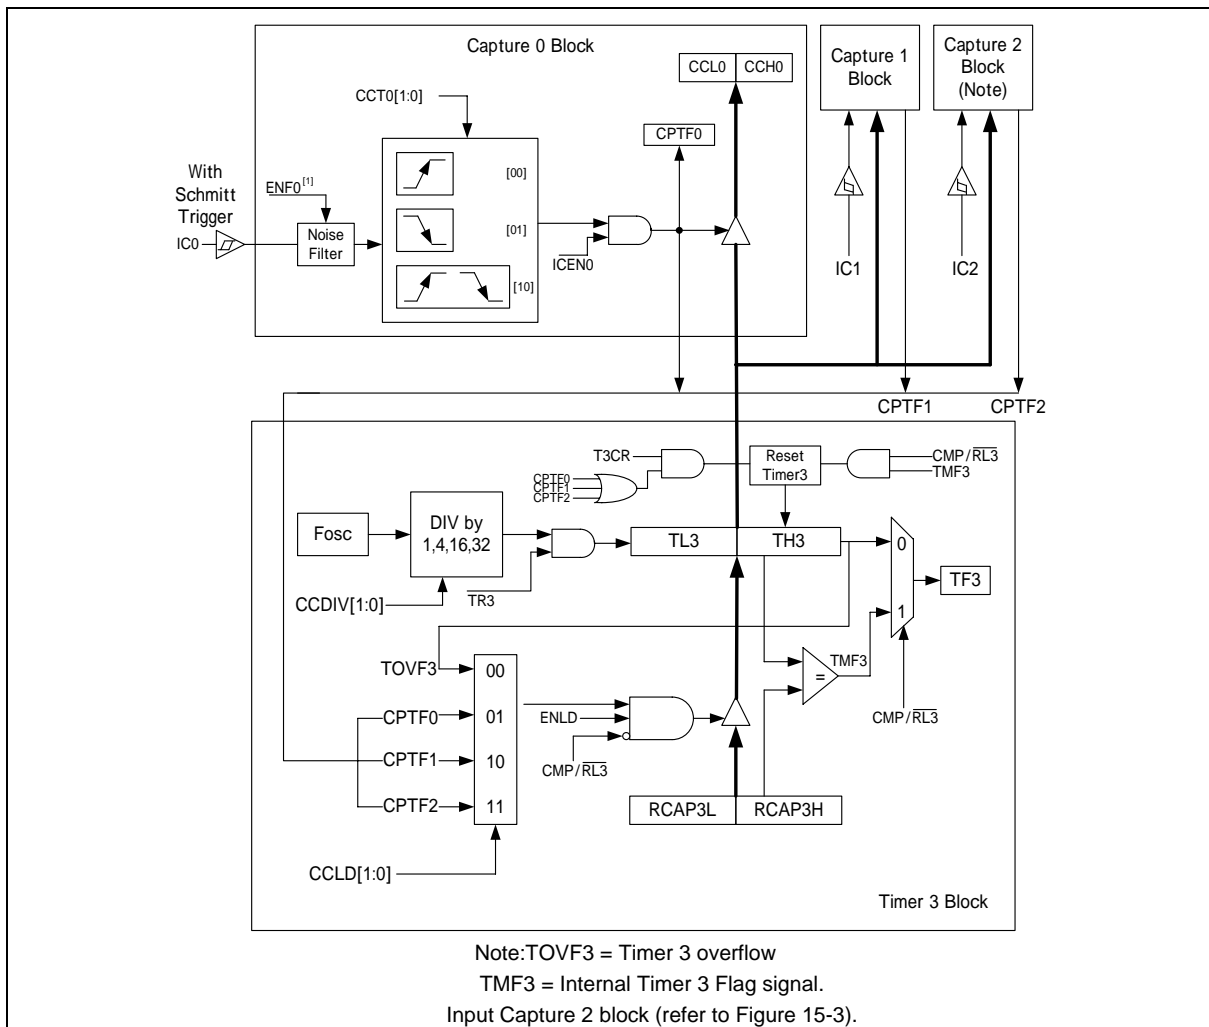 Capture 0 Block
CCL0 CCH0
Capture 1
Block
Capture 2
Block
(Note)
CCT0[1:0]
CPTF0
With
Schmitt
Trigger
ENF0[1]
[00]
IC0
Noise
Filter
[01]
ICEN0
[10]
IC1
IC2
CPTF1
CPTF2
T3CR
CPTF0
CPTF1
CPTF2
Reset
Timer3
CMP/RL3
TMF3
Fosc
DIV by
1,4,16,32
TL3 TH3
0
TF3
1
TR3
CCDIV[1:0]
TOVF3
00
CPTF0
01
CPTF1
10
CPTF2
11
ENLD
CMP/RL3
=
TMF3
CMP/RL3
RCAP3L RCAP3H
CCLD[1:0]
Timer 3 Block
Note:TOVF3 = Timer 3 overflow
TMF3 = Internal Timer 3 Flag signal.
Input Capture 2 block (refer to Figure 15-3).